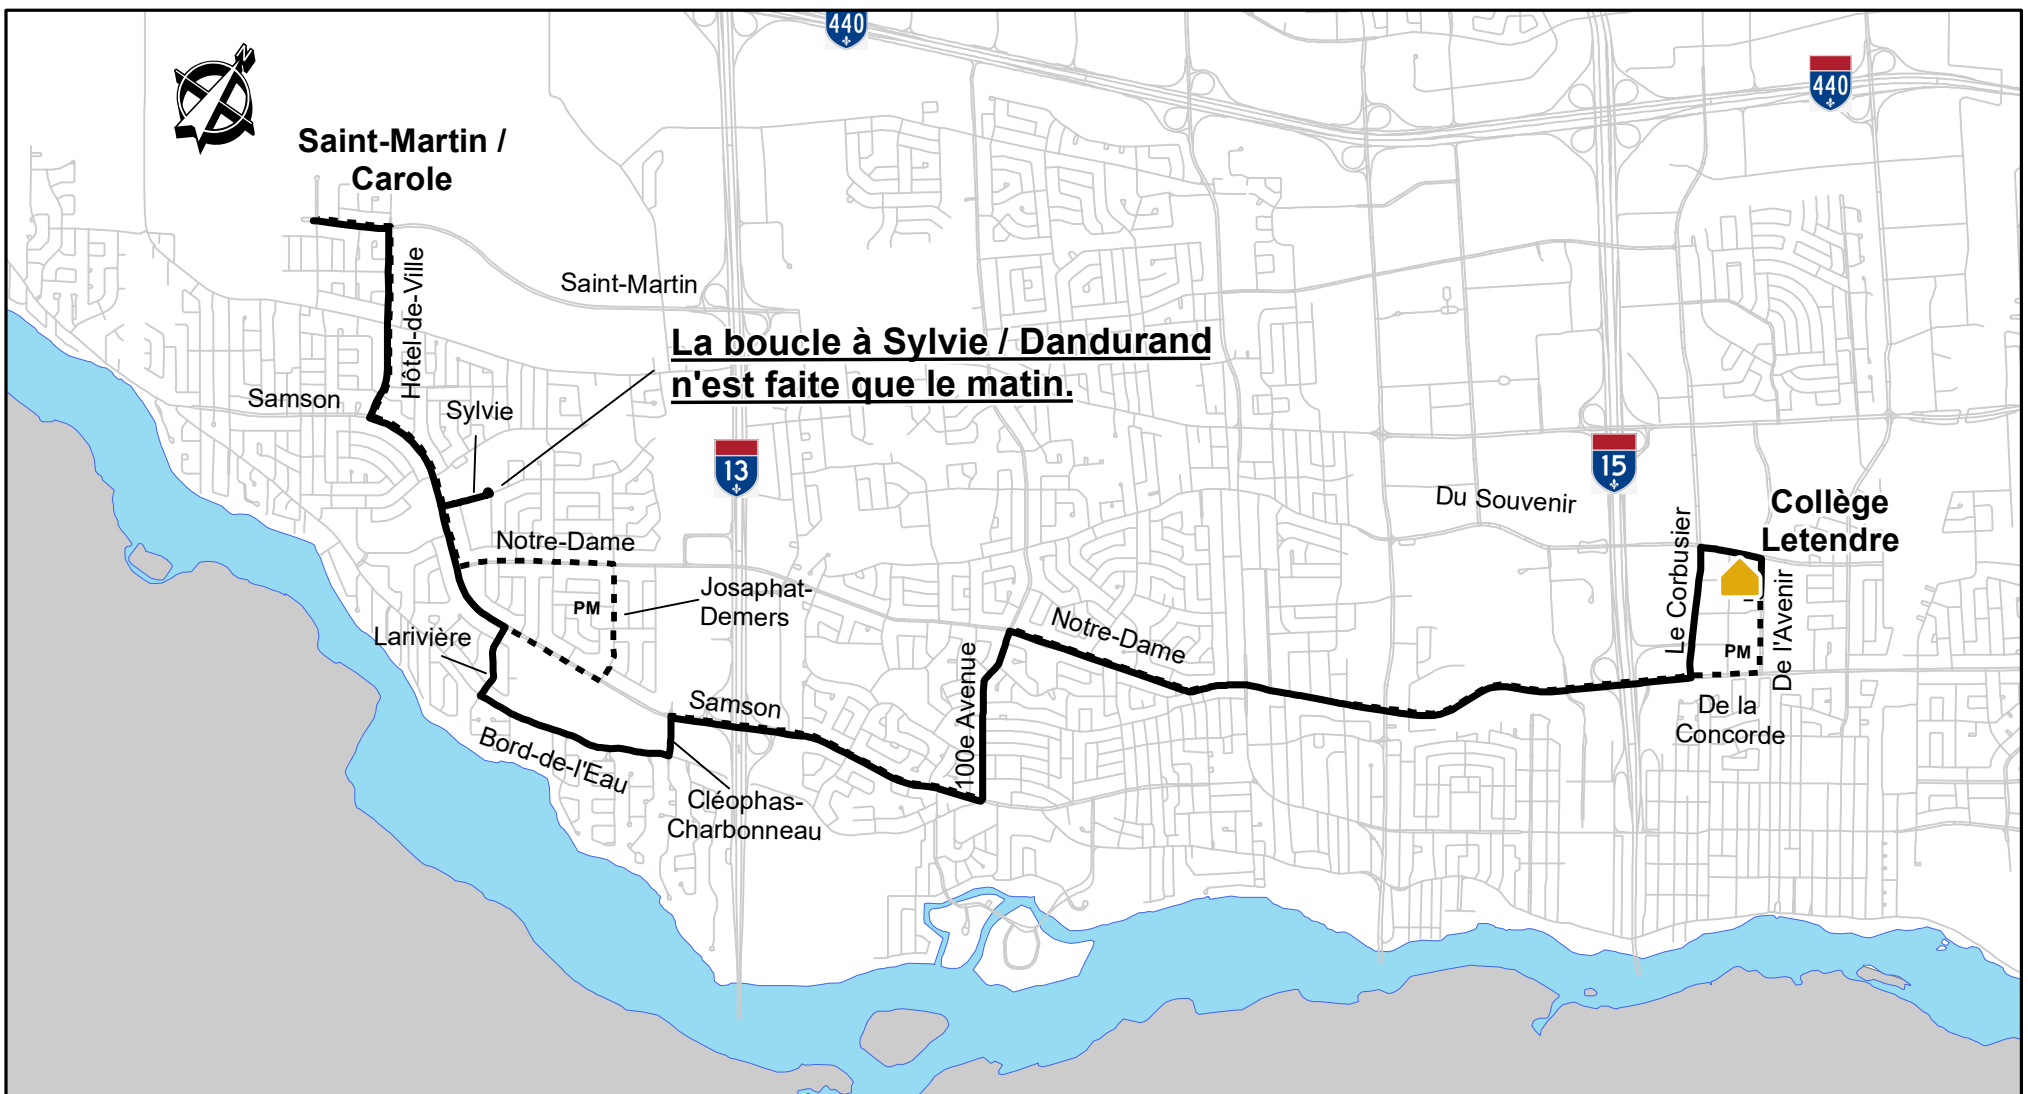 440
N
440
Saint-Martin /
Carole
Hôtel-de-Ville
Saint-Martin
La boucle à Sylvie / Dandurand
n'est faite que le matin.
Samson
Sylvie
13
15
Du Souvenir
Collège
Letendre
Le Corbusier
Notre-Dame
Josaphat-
Demers
PM
De l'Avenir
Larivière
Notre-Dame
PM
100e Avenue
Samson
De la
Concorde
Bord-de-l'Eau
Cléophas-
Charbonneau